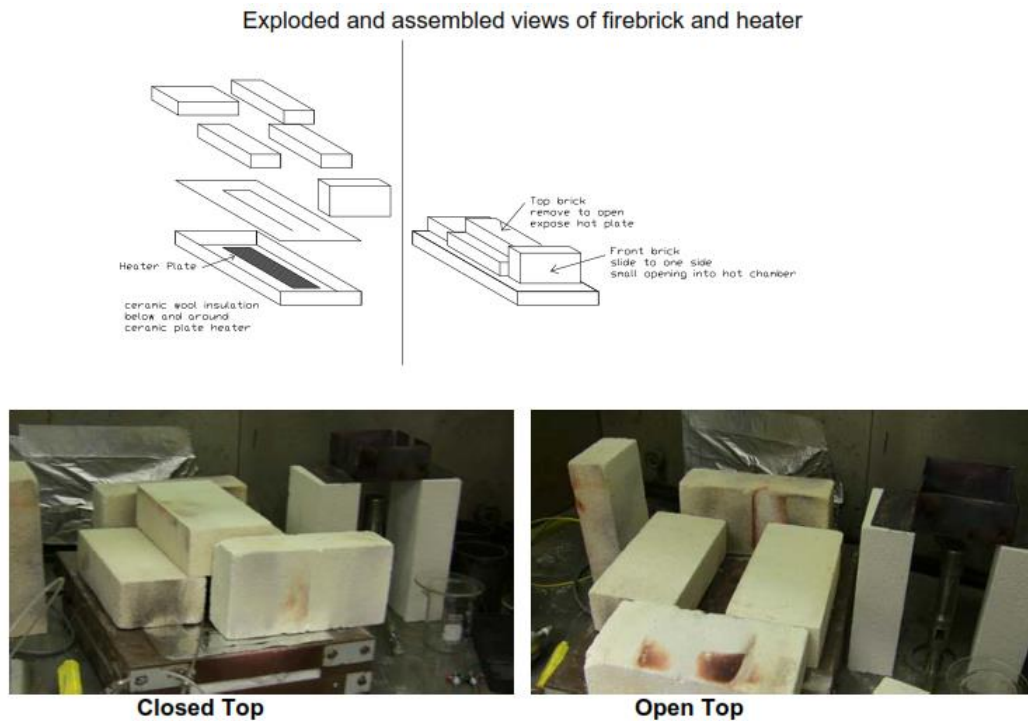 Exploded and assembled views of firebrick and heater
Heater Plate
ceramic wool insulation
below and around
ceramic plate heater
Top brick
remove to open
expose hot plate
Front brick
slide to one side
small opening into hot chamber
Closed Top
Open Top